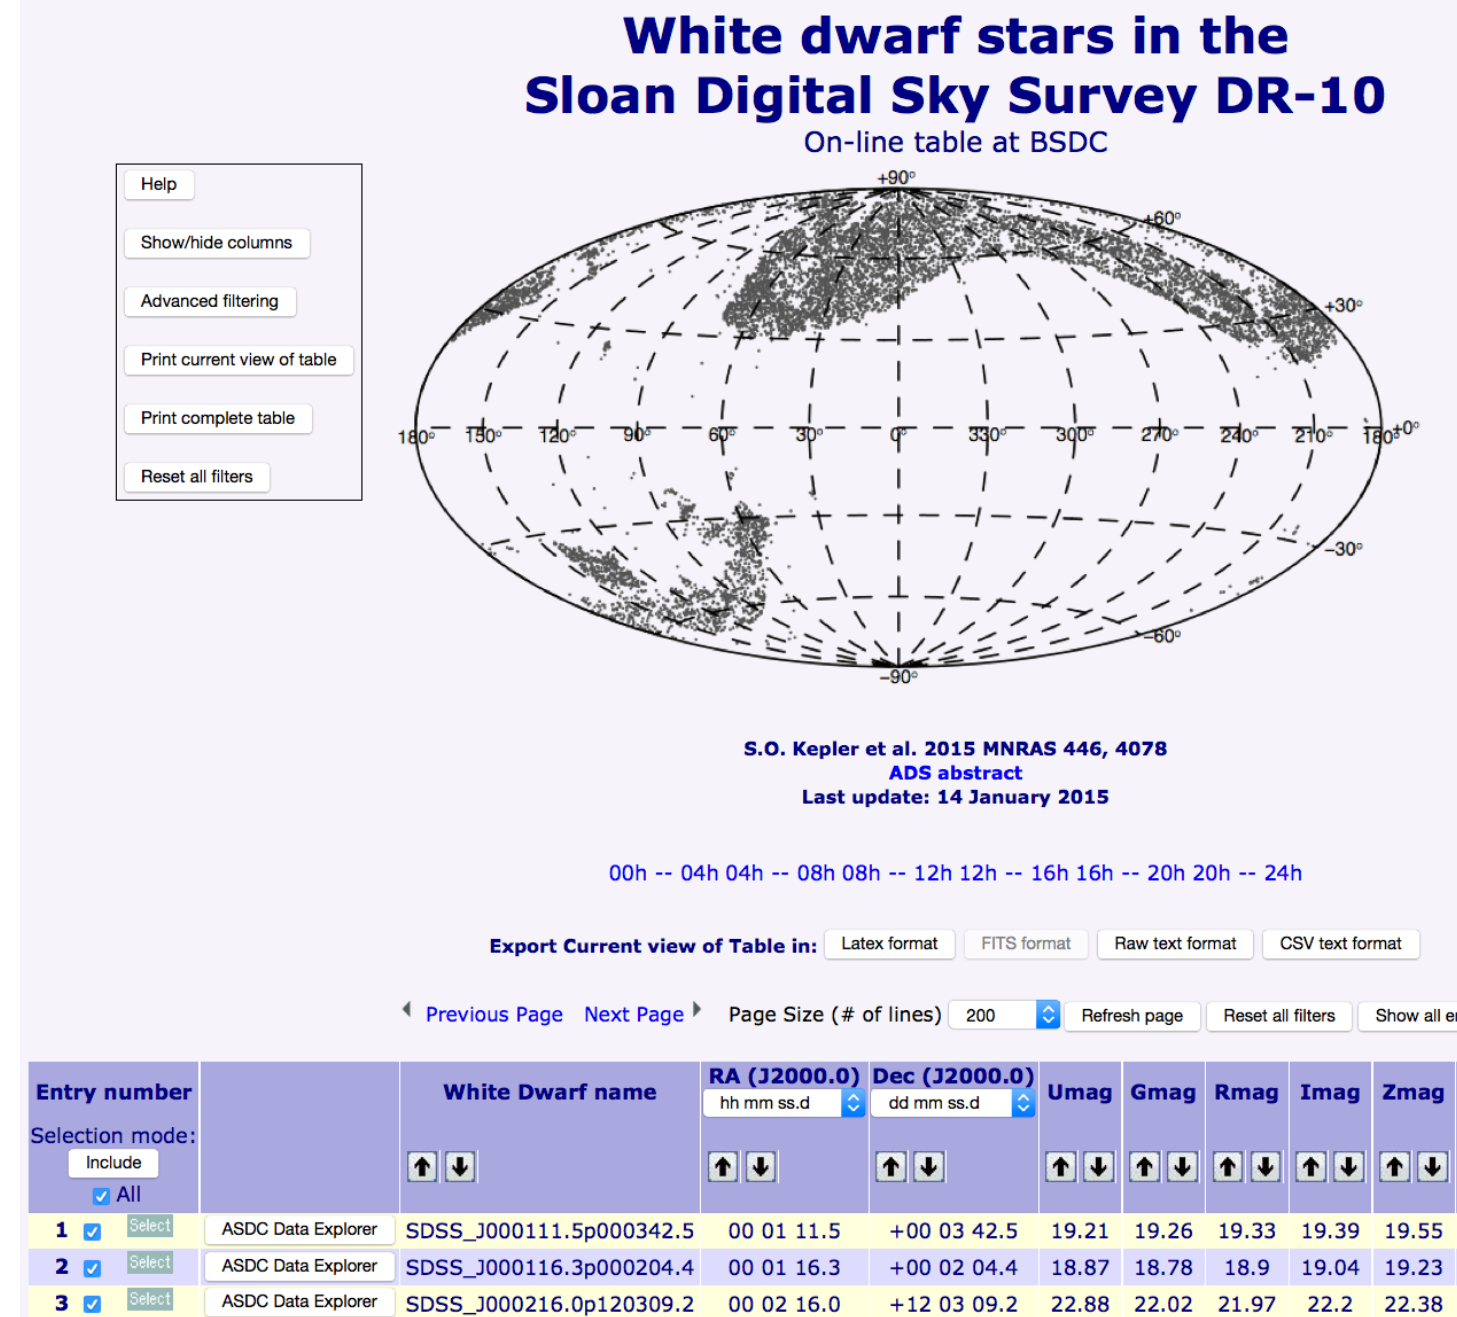 White dwarf stars in the
Sloan Digital Sky Survey DR-10
On-line table at BSDC
Help
Show/hide columns
Advanced filtering
Print current view of table
Print complete table
Reset all filters
+90°
+60°
+30°
180° 150° 120° 90° 60° 30° 0° 330° 300° 270° 240° 210° 180° +0°
−30°
−60°
−90°
S.O. Kepler et al. 2015 MNRAS 446, 4078
ADS abstract
Last update: 14 January 2015
00h -- 04h 04h -- 08h 08h -- 12h 12h -- 16h 16h -- 20h 20h -- 24h
Export Current view of Table in: Latex format FITS format Raw text format CSV text format
Previous Page Next Page Page Size (# of lines) 200 Refresh page Reset all filters Show all
Entry number White Dwarf name RA (J2000.0) Dec (J2000.0) Umag Gmag Rmag Imag Zmag
hh mm ss.d dd mm ss.d
Selection mode:
Include
All
1 Select ASDC Data Explorer SDSS_J000111.5p000342.5 00 01 11.5 +00 03 42.5 19.21 19.26 19.33 19.39 19.55
2 Select ASDC Data Explorer SDSS_J000116.3p000204.4 00 01 16.3 +00 02 04.4 18.87 18.78 18.9 19.04 19.23
3 Select ASDC Data Explorer SDSS_J000216.0p120309.2 00 02 16.0 +12 03 09.2 22.88 22.02 21.97 22.2 22.38